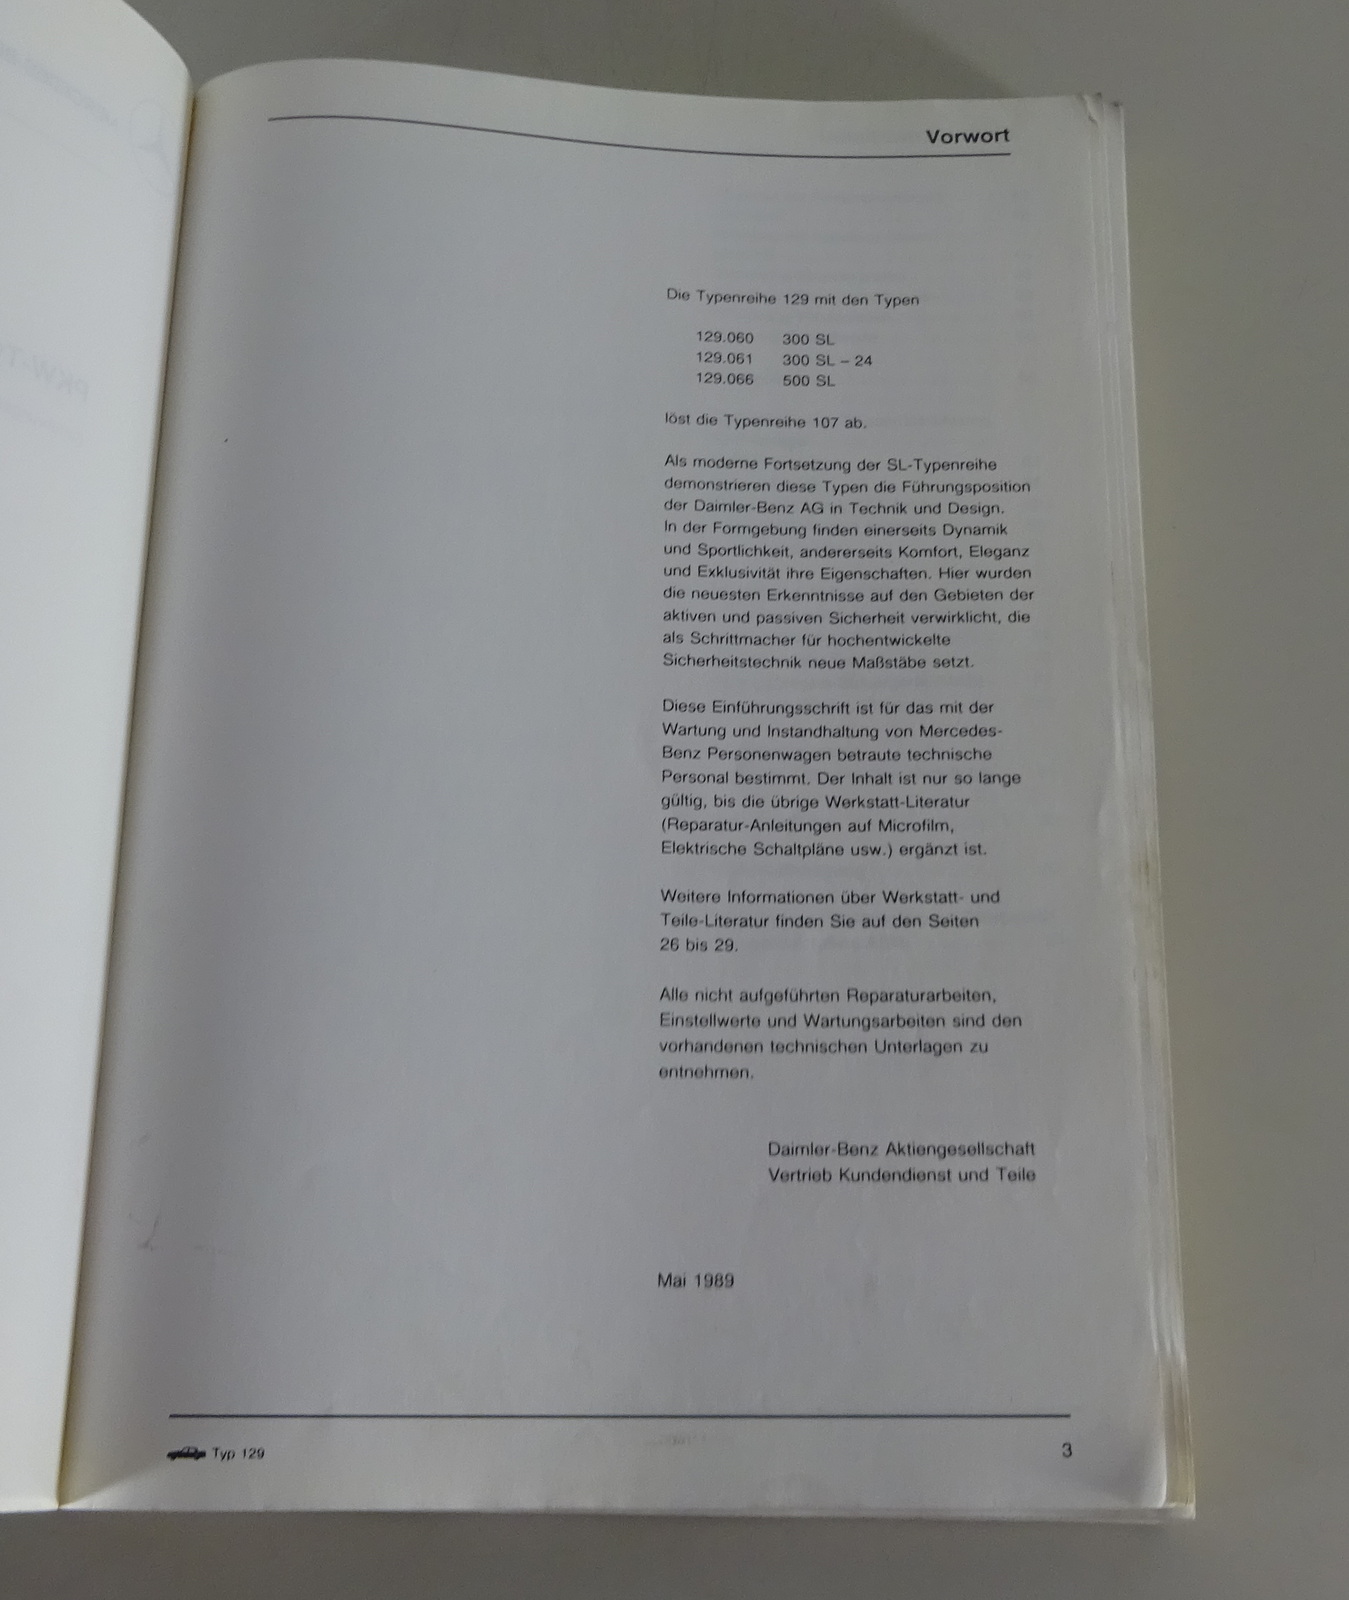 Vorwort
Die Typenreihe 129 mit den Typen
129.060 300 SL
129.061 300 SL – 24
129.066 500 SL
löst die Typenreihe 107 ab.
Als moderne Fortsetzung der SL-Typenreihe
demonstrieren diese Typen die Führungsposition
der Daimler-Benz AG in Technik und Design.
In der Formgebung finden einerseits Dynamik
und Sportlichkeit, andererseits Komfort, Eleganz
und Exklusivität ihre Eigenschaften. Hier wurden
die neuesten Erkenntnisse auf den Gebieten der
aktiven und passiven Sicherheit verwirklicht, die
als Schrittmacher für hochentwickelte
Sicherheitstechnik neue Maßstäbe setzt.
Diese Einführungsschrift ist für das mit der
Wartung und Instandhaltung von Mercedes-
Benz Personenwagen betraute technische
Personal bestimmt. Der Inhalt ist nur so lange
gültig, bis die übrige Werkstatt-Literatur
(Reparatur-Anleitungen auf Microfilm,
Elektrische Schaltpläne usw.) ergänzt ist.
Weitere Informationen über Werkstatt- und
Teile-Literatur finden Sie auf den Seiten
26 bis 29.
Alle nicht aufgeführten Reparaturarbeiten,
Einstellwerte und Wartungsarbeiten sind den
vorhandenen technischen Unterlagen zu
entnehmen.
Daimler-Benz Aktiengesellschaft
Vertrieb Kundendienst und Teile
Mai 1989
Typ 129
3